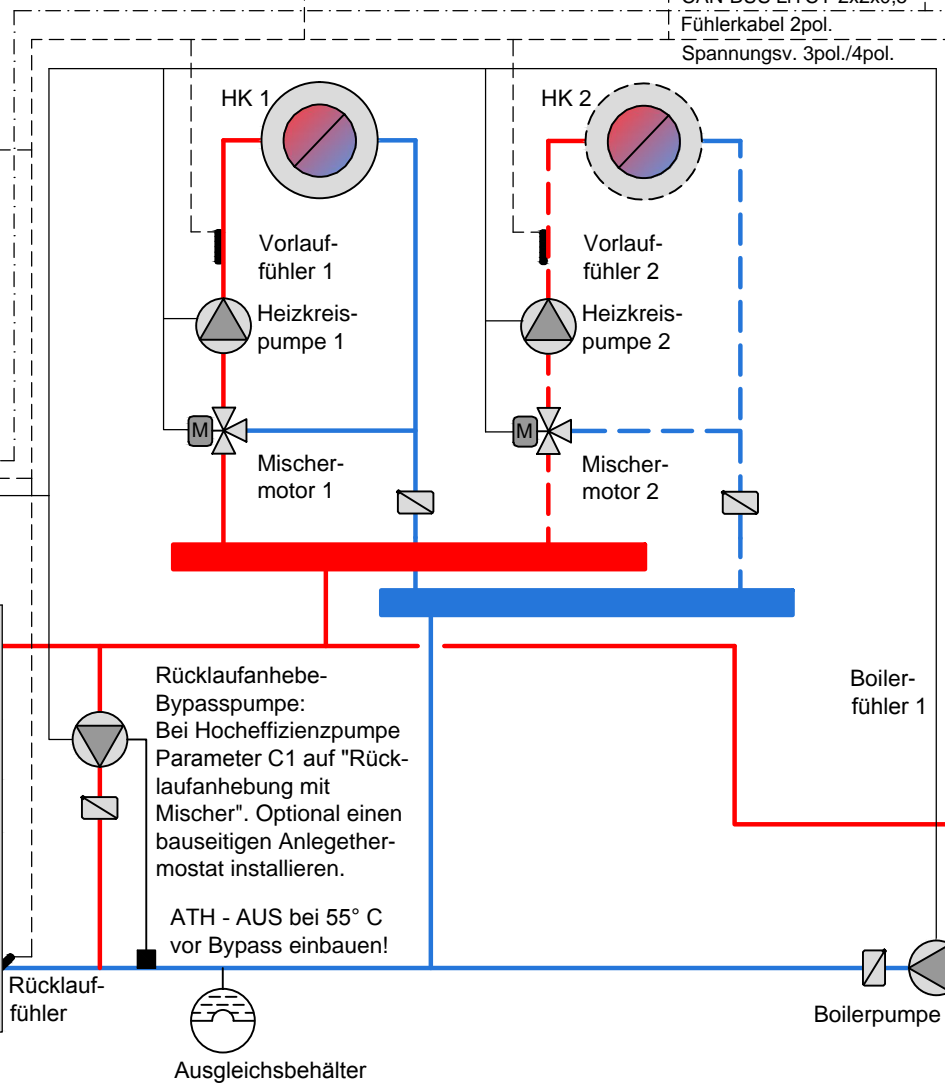 Fühlerkabel 2pol.
Spannungsv. 3pol./4pol.
HK 1
HK 2
Vorlauf-
fühler 1
Vorlauf-
fühler 2
Heizkreis-
pumpe 1
Heizkreis-
pumpe 2
M
M
Mischer-
motor 1
Mischer-
motor 2
Rücklaufanhebe-
Bypasspumpe:
Bei Hocheffizienzpumpe
Parameter C1 auf "Rück-
laufanhebung mit
Mischer". Optional einen
bauseitigen Anlegether-
mostat installieren.
Boiler-
fühler 1
ATH - AUS bei 55° C
vor Bypass einbauen!
Rücklauf-
fühler
Boilerpumpe
Ausgleichsbehälter